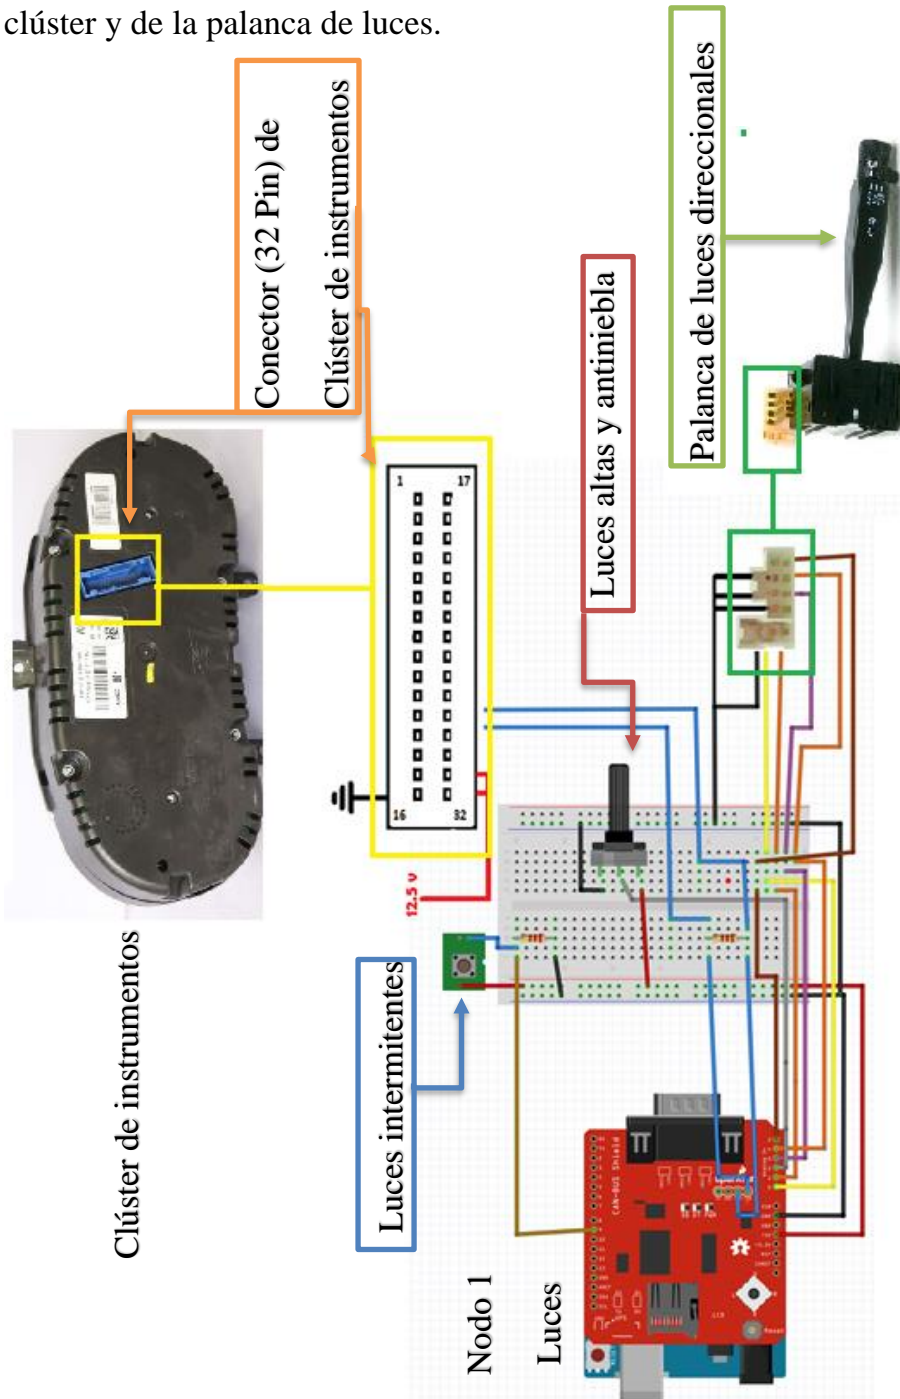 clúster y de la palanca de luces.
Conector (32 Pin) de
Clúster de instrumentos
Palanca de luces direccionales
Luces altas y antiniebla
Clúster de instrumentos
Luces intermitentes
Nodo 1
Luces
1
17
16
32
12.5 v
CAN-BUS Shield
Reset